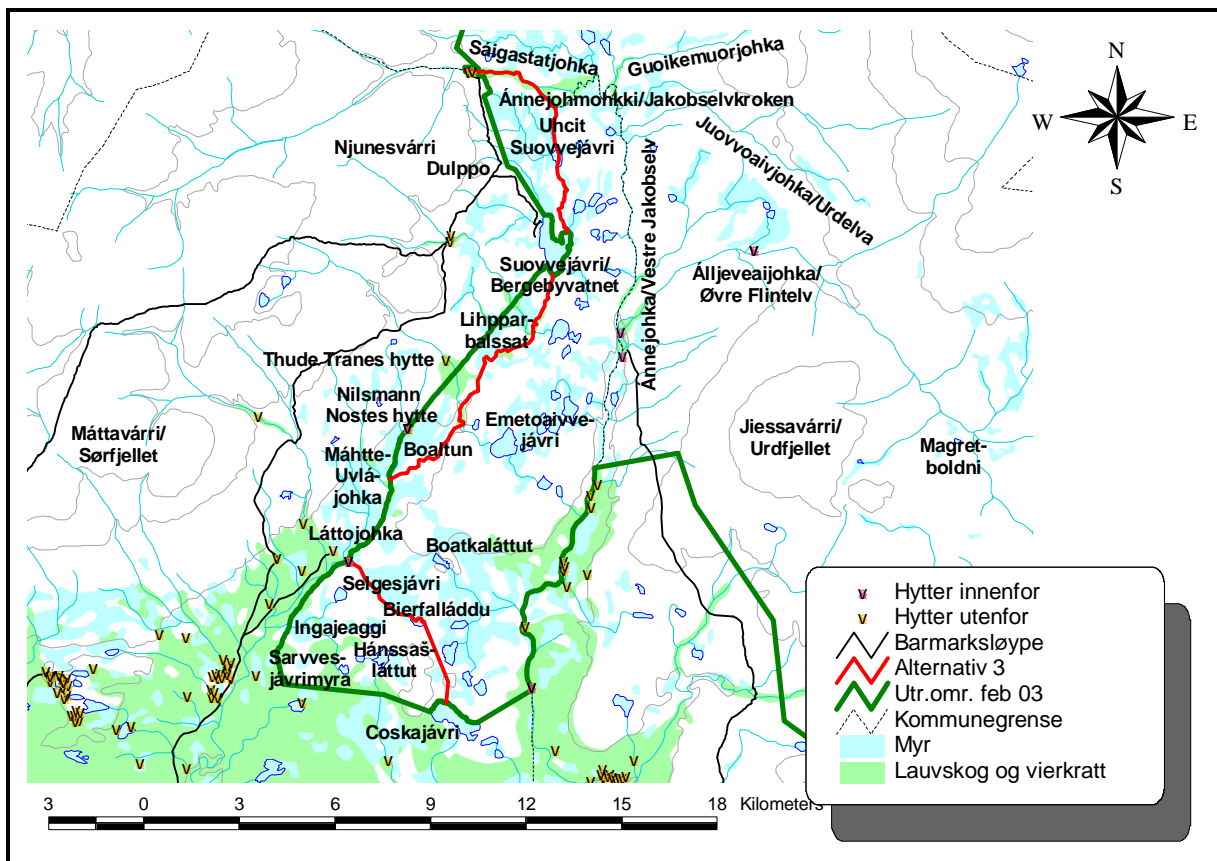 Sáigastatjohka
Guoikemuorjohka
Ánnejohmohkki/Jakobselvkroken
Uhcit
Suovvejávri
Juovvoaivjohka/Urdelva
Njunesvárri
Dulppo
Ánnejohka/Vestre Jakobselv
Suovvejávri/
Bergebyvatnet
Álljeveaijohka/
Øvre Flintelv
Lihppar-
balssat
Thude Tranes hytte
Nilsmann
Nostes hytte
Emetoaivve-
jávri
Máttavárri/
Sørfjellet
Boaltun
Máhtte-
Uvlá-
johka
Jiessavárri/
Urdfjellet
Magret-
boldni
Láttojohka
Boatkaláttut
Selgesjávri
Bierfalláddu
Ingajeaggi
Hánssaš-
láttut
Sarvves-
jávrimyra
Coskajávri
N
W
E
S
v Hytter innenfor
v Hytter utenfor
Barmarksløype
Alternativ 3
Utr.omr. feb 03
Kommunegrense
Myr
Lauvskog og vierkratt
3 0 3 6 9 12 15 18 Kilometers